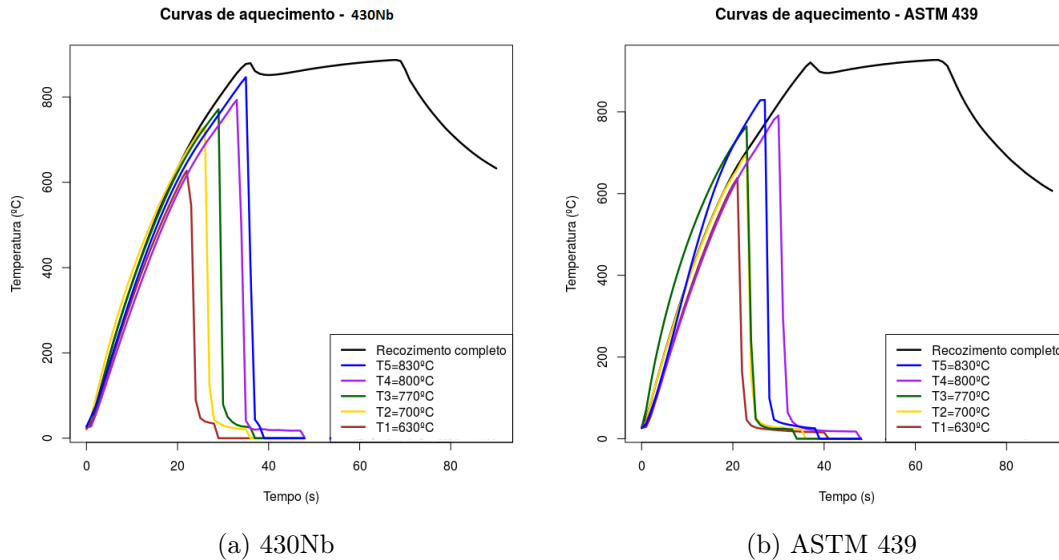 Curvas de aquecimento - 430Nb
Temperatura (ºC)
800
600
400
200
0
Recozimento completo
T5=830ºC
T4=800ºC
T3=770ºC
T2=700ºC
T1=630ºC
0 20 40 60 80
Tempo (s)
(a) 430Nb
Curvas de aquecimento - ASTM 439
Temperatura (ºC)
800
600
400
200
0
Recozimento completo
T5=830ºC
T4=800ºC
T3=770ºC
T2=700ºC
T1=630ºC
0 20 40 60 80
Tempo (s)
(b) ASTM 439